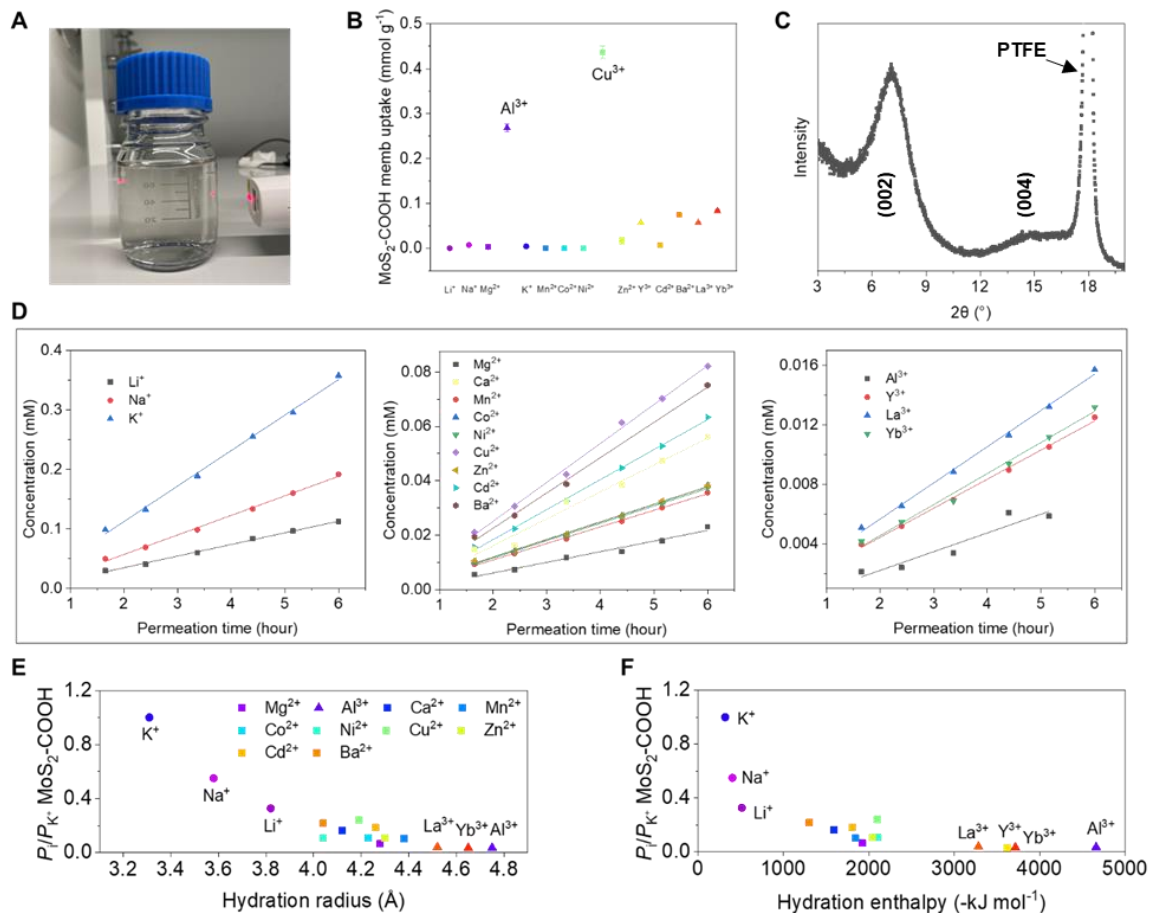 A
B
MoS2-COOH memb uptake (mmol g-1)
0.5
0.4
0.3
0.2
0.1
0.0
Al3+
Cu3+
Li+ Na+ Mg2+ K+ Mn2+ Co2+ Ni2+ Zn2+ Y3+ Cd2+ Ba2+ La3+ Yb3+
C
Intensity
PTFE
(002)
(004)
3 6 9 12 15 18
2θ (°)
D
Concentration (mM)
0.4
0.3
0.2
0.1
0.0
Li+
Na+
K+
1 2 3 4 5 6
Permeation time (hour)
Concentration (mM)
0.08
0.06
0.04
0.02
0.00
Mg2+
Ca2+
Mn2+
Co2+
Ni2+
Cu2+
Zn2+
Cd2+
Ba2+
1 2 3 4 5 6
Permeation time (hour)
Concentration (mM)
0.016
0.012
0.008
0.004
Al3+
Y3+
La3+
Yb3+
1 2 3 4 5 6
Permeation time (hour)
E
Pi/PK+ MoS2-COOH
1.2
0.8
0.4
0.0
K+
Na+
Li+
Mg2+ Al3+ Ca2+ Mn2+
Co2+ Ni2+ Cu2+ Zn2+
Cd2+ Ba2+
La3+ Yb3+ Al3+
3.2 3.4 3.6 3.8 4.0 4.2 4.4 4.6 4.8
Hydration radius (Å)
F
Pi/PK+ MoS2-COOH
1.2
0.8
0.4
0.0
K+
Na+
Li+
La3+ Y3+ Yb3+ Al3+
0 1000 2000 3000 4000 5000
Hydration enthalpy (-kJ mol-1)